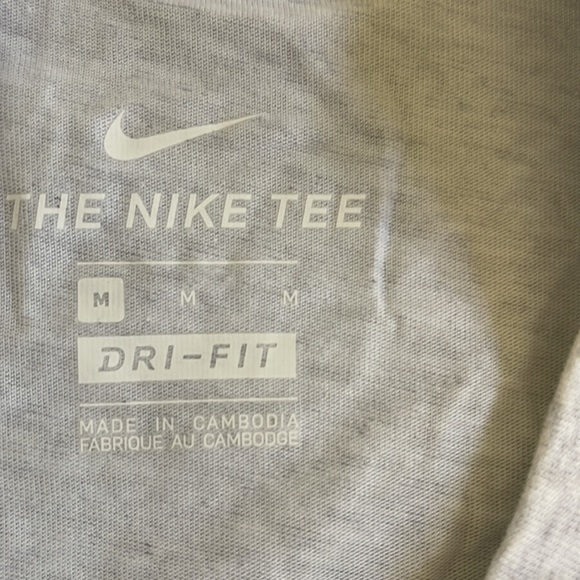 THE NIKE TEE
M M M
DRI-FIT
MADE IN CAMBODIA
FABRIQUE AU CAMBODGE